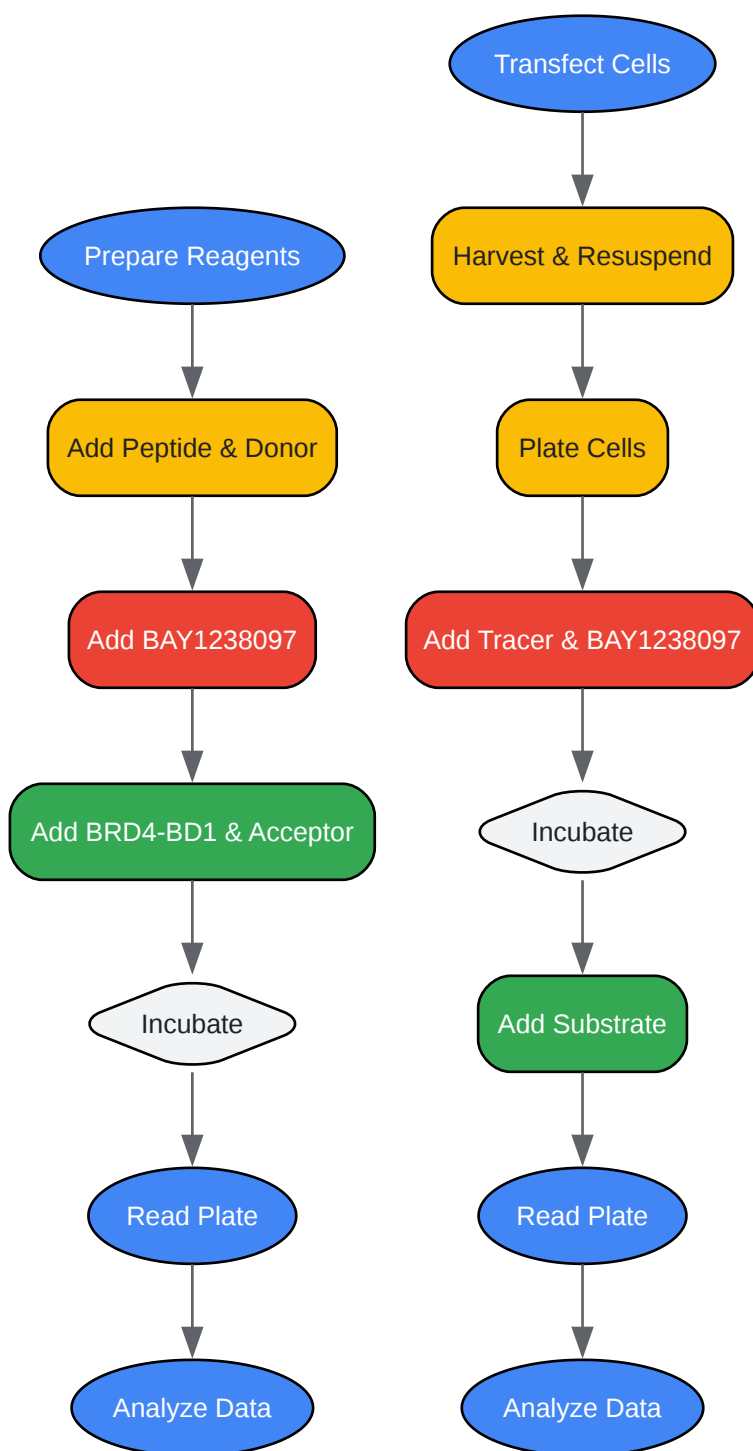 Prepare Reagents
Add Peptide & Donor
Add BAY1238097
Add BRD4-BD1 & Acceptor
Incubate
Read Plate
Analyze Data
Transfect Cells
Harvest & Resuspend
Plate Cells
Add Tracer & BAY1238097
Incubate
Add Substrate
Read Plate
Analyze Data